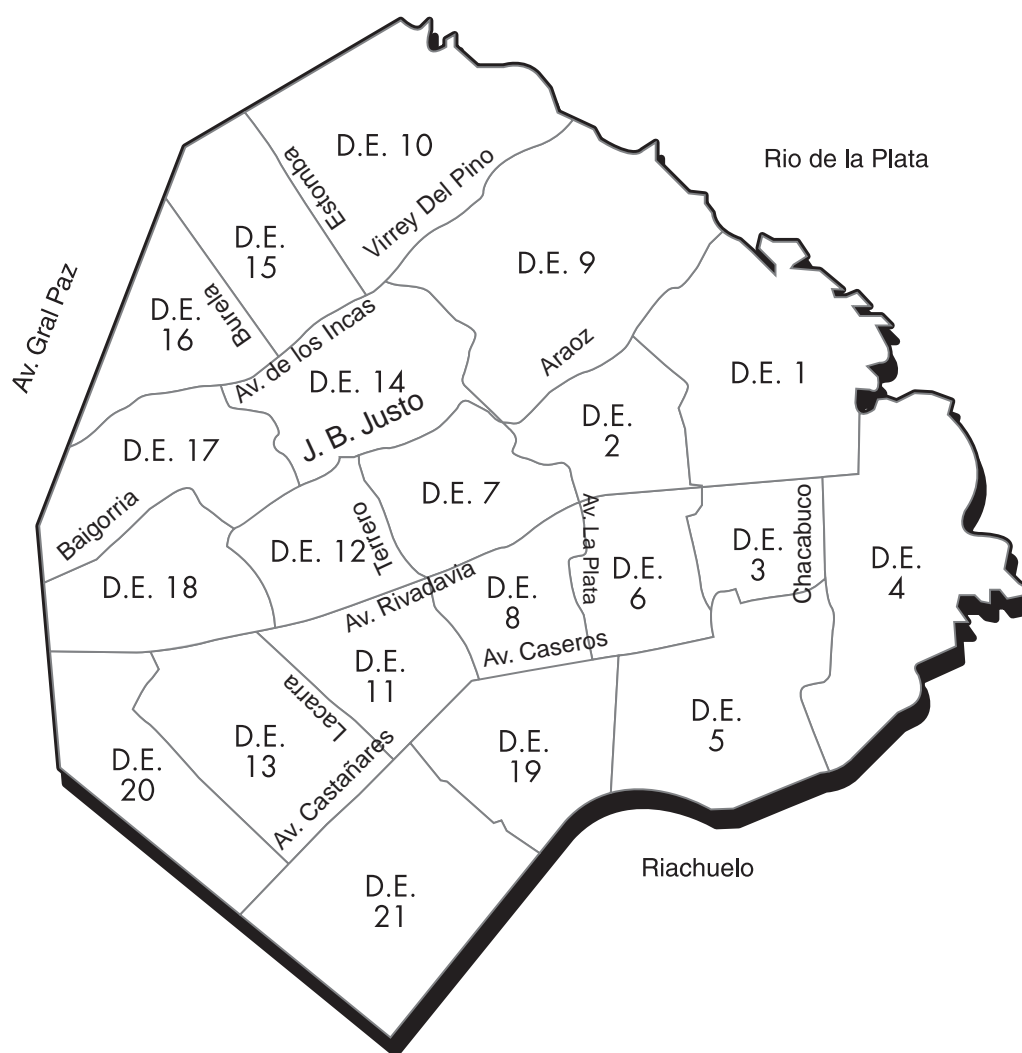 D.E. 10
Rio de la Plata
Estomba
Virrey Del Pino
D.E.
15
D.E. 9
Av. Gral Paz
D.E.
16
Burela
Av. de los Incas
Araoz
D.E. 14
D.E. 1
J. B. Justo
D.E.
2
D.E. 17
D.E. 7
Baigorria
D.E. 12
Terrero
Av. La Plata
D.E.
3
Chacabuco
D.E.
4
D.E. 18
Av. Rivadavia
D.E.
8
D.E.
6
Av. Caseros
D.E.
11
Lacarra
D.E.
5
D.E.
13
D.E.
19
D.E.
20
Av. Castañares
Riachuelo
D.E.
21